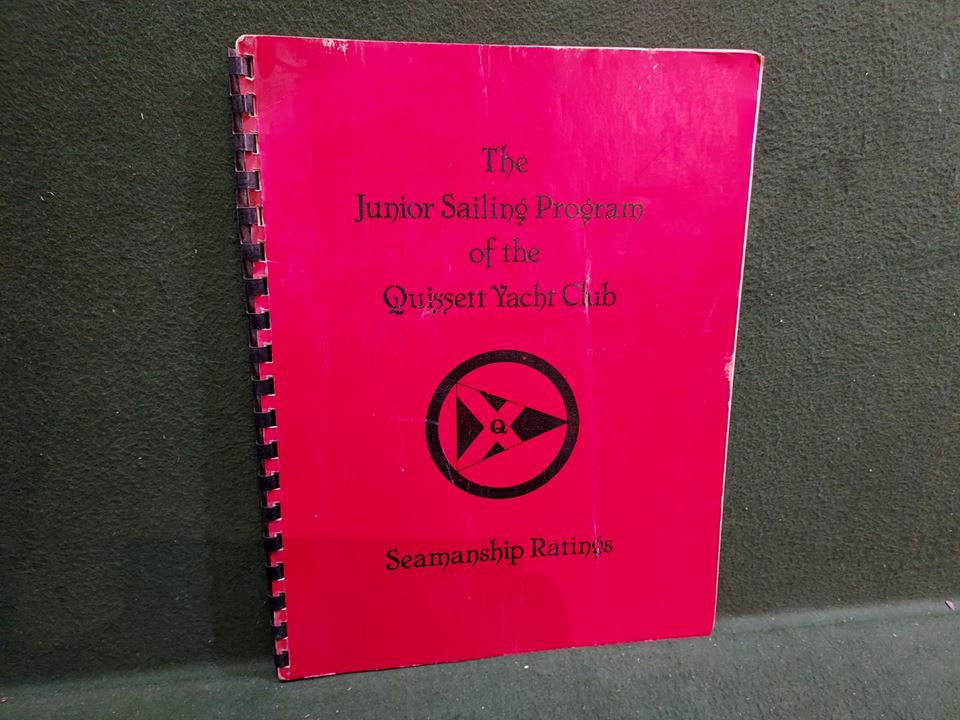 The
Junior Sailing Program
of the
Quissett Yacht Club
Q
Seamanship Ratings